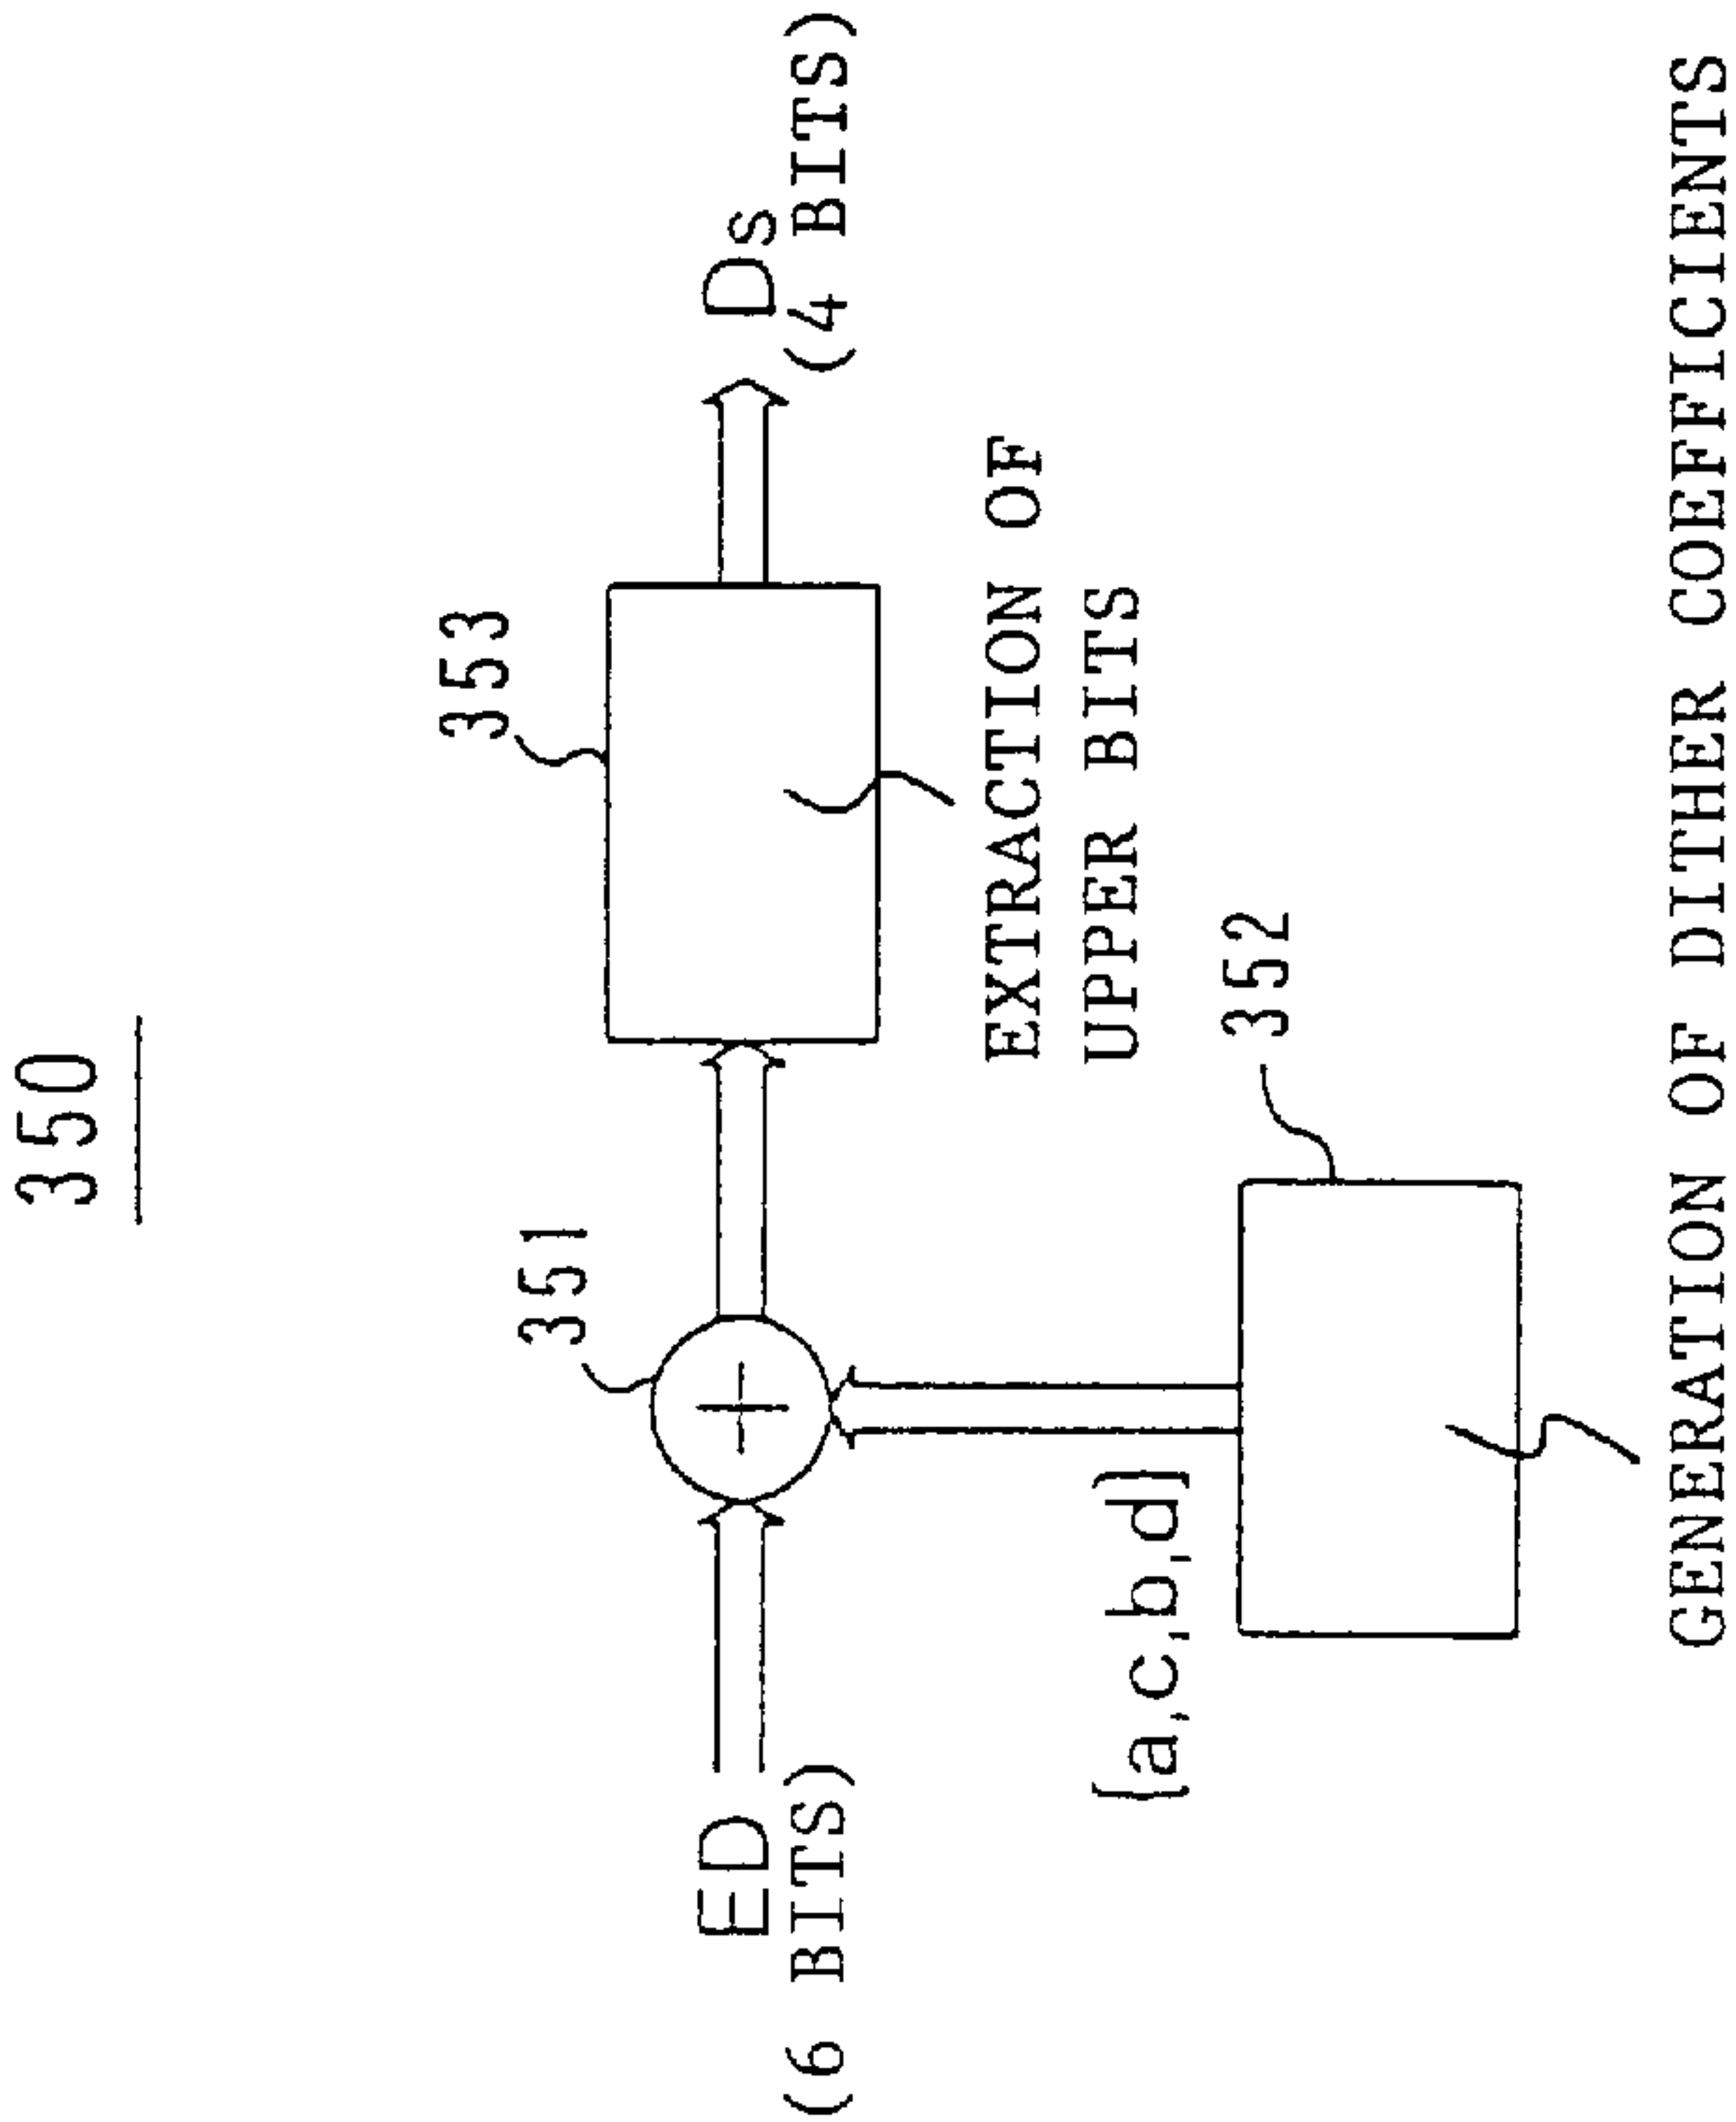 350
353
351
ED
(6 BITS)
Ds
(4 BITS)
EXTRACTION OF
UPPER BITS
{a,c,b,d}
352
GENERATION OF DITHER COEFFICIENTS